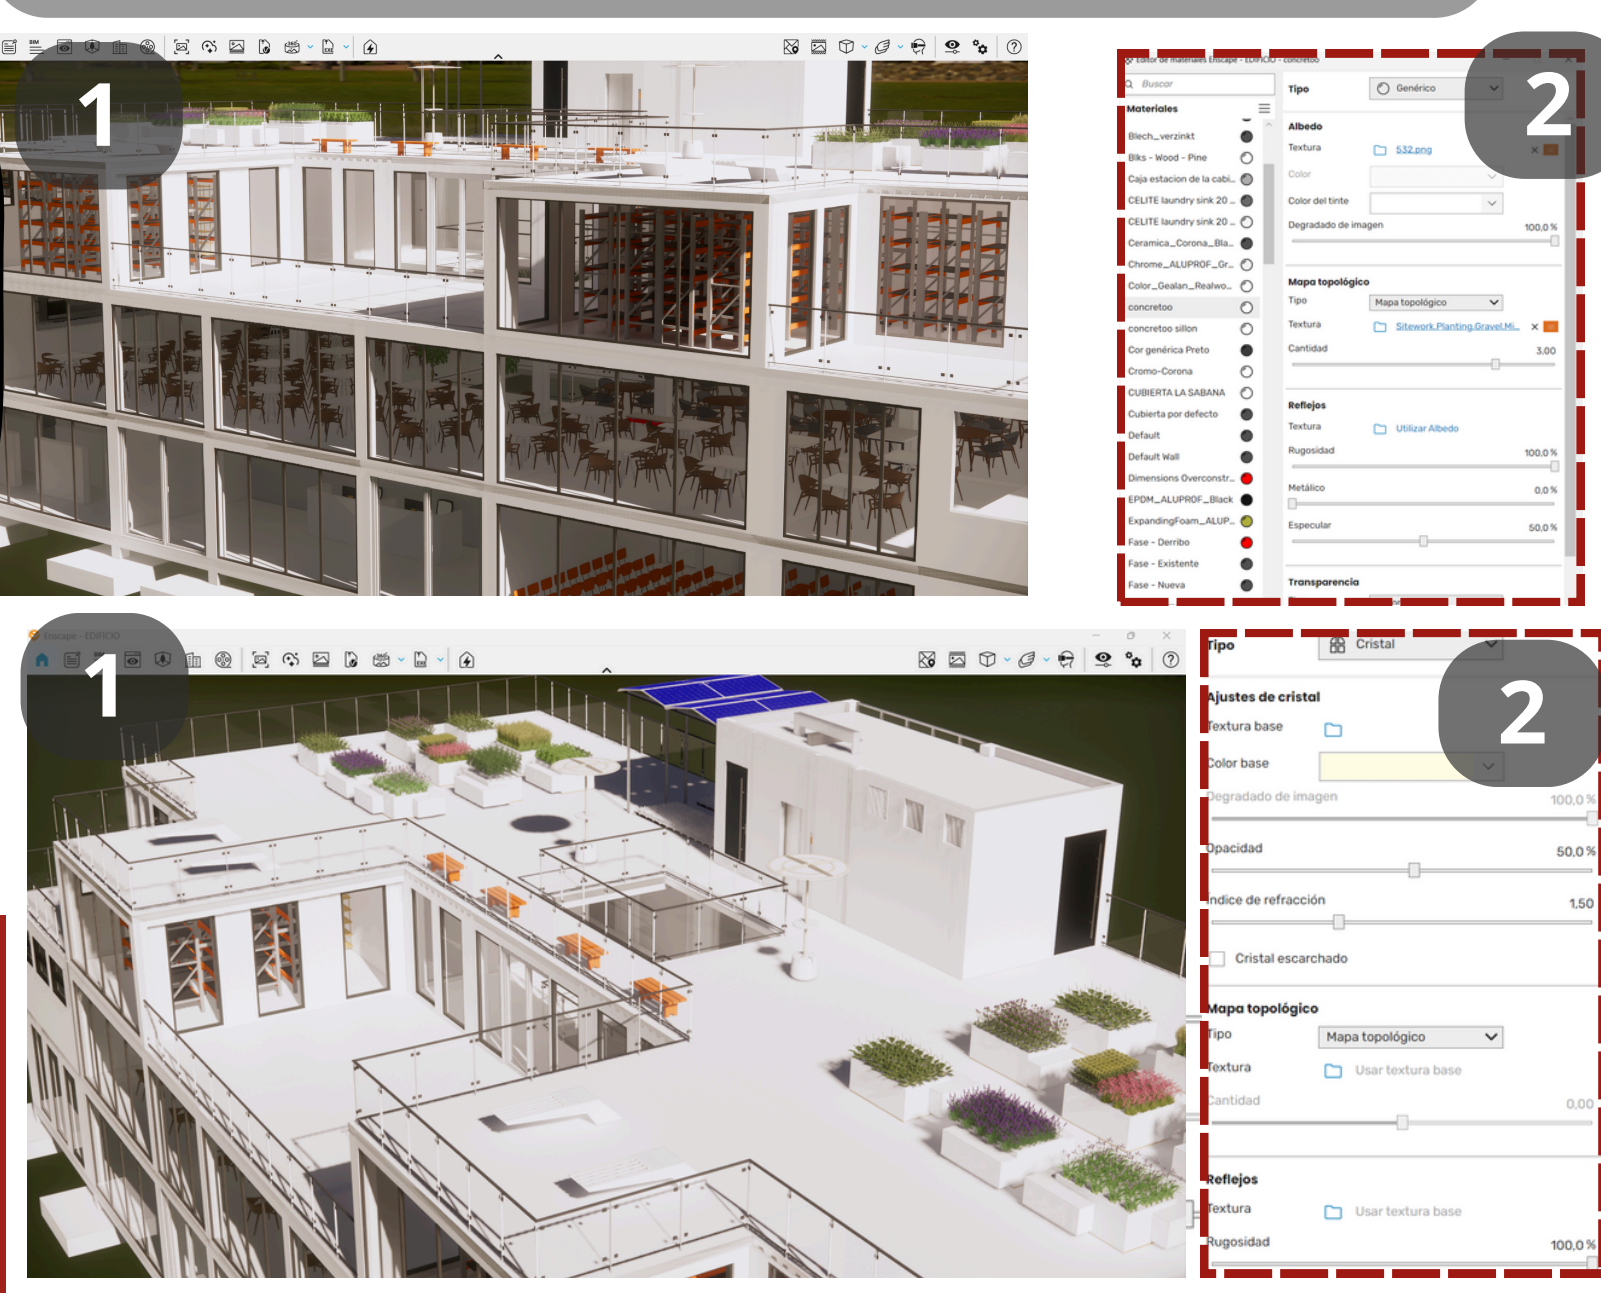 1
BIM
360°
EXE
2
Editor de materiales Enscape - EDIFICIO - concretoo
Buscar
Materiales
Blech_verzinkt
Blks - Wood - Pine
Caja estacion de la cabi...
CELITE laundry sink 20 ...
CELITE laundry sink 20 ...
Ceramica_Corona_Bla...
Chrome_ALUPROF_Gr...
Color_Gealan_Realwo...
concretoo
concretoo sillon
Cor genérica Preto
Cromo-Corona
CUBIERTA LA SABANA
Cubierta por defecto
Default
Default Wall
Dimensions Overconstr...
EPDM_ALUPROF_Black
ExpandingFoam_ALUP...
Fase - Derribo
Fase - Existente
Fase - Nueva
Tipo Genérico
Albedo
Textura 532.png
Color
Color del tinte
Degradado de imagen 100,0 %
Mapa topológico
Tipo Mapa topológico
Textura Sitework.Planting.Gravel.Mi...
Cantidad 3,00
Reflejos
Textura Utilizar Albedo
Rugosidad 100,0 %
Metálico 0,0 %
Especular 50,0 %
Transparencia
Enscape - EDIFICIO
1
360°
EXE
2
Tipo Cristal
Ajustes de cristal
Textura base
Color base
Degradado de imagen 100,0 %
Opacidad 50,0 %
Índice de refracción 1,50
Cristal escarchado
Mapa topológico
Tipo Mapa topológico
Textura Usar textura base
Cantidad 0,00
Reflejos
Textura Usar textura base
Rugosidad 100,0 %